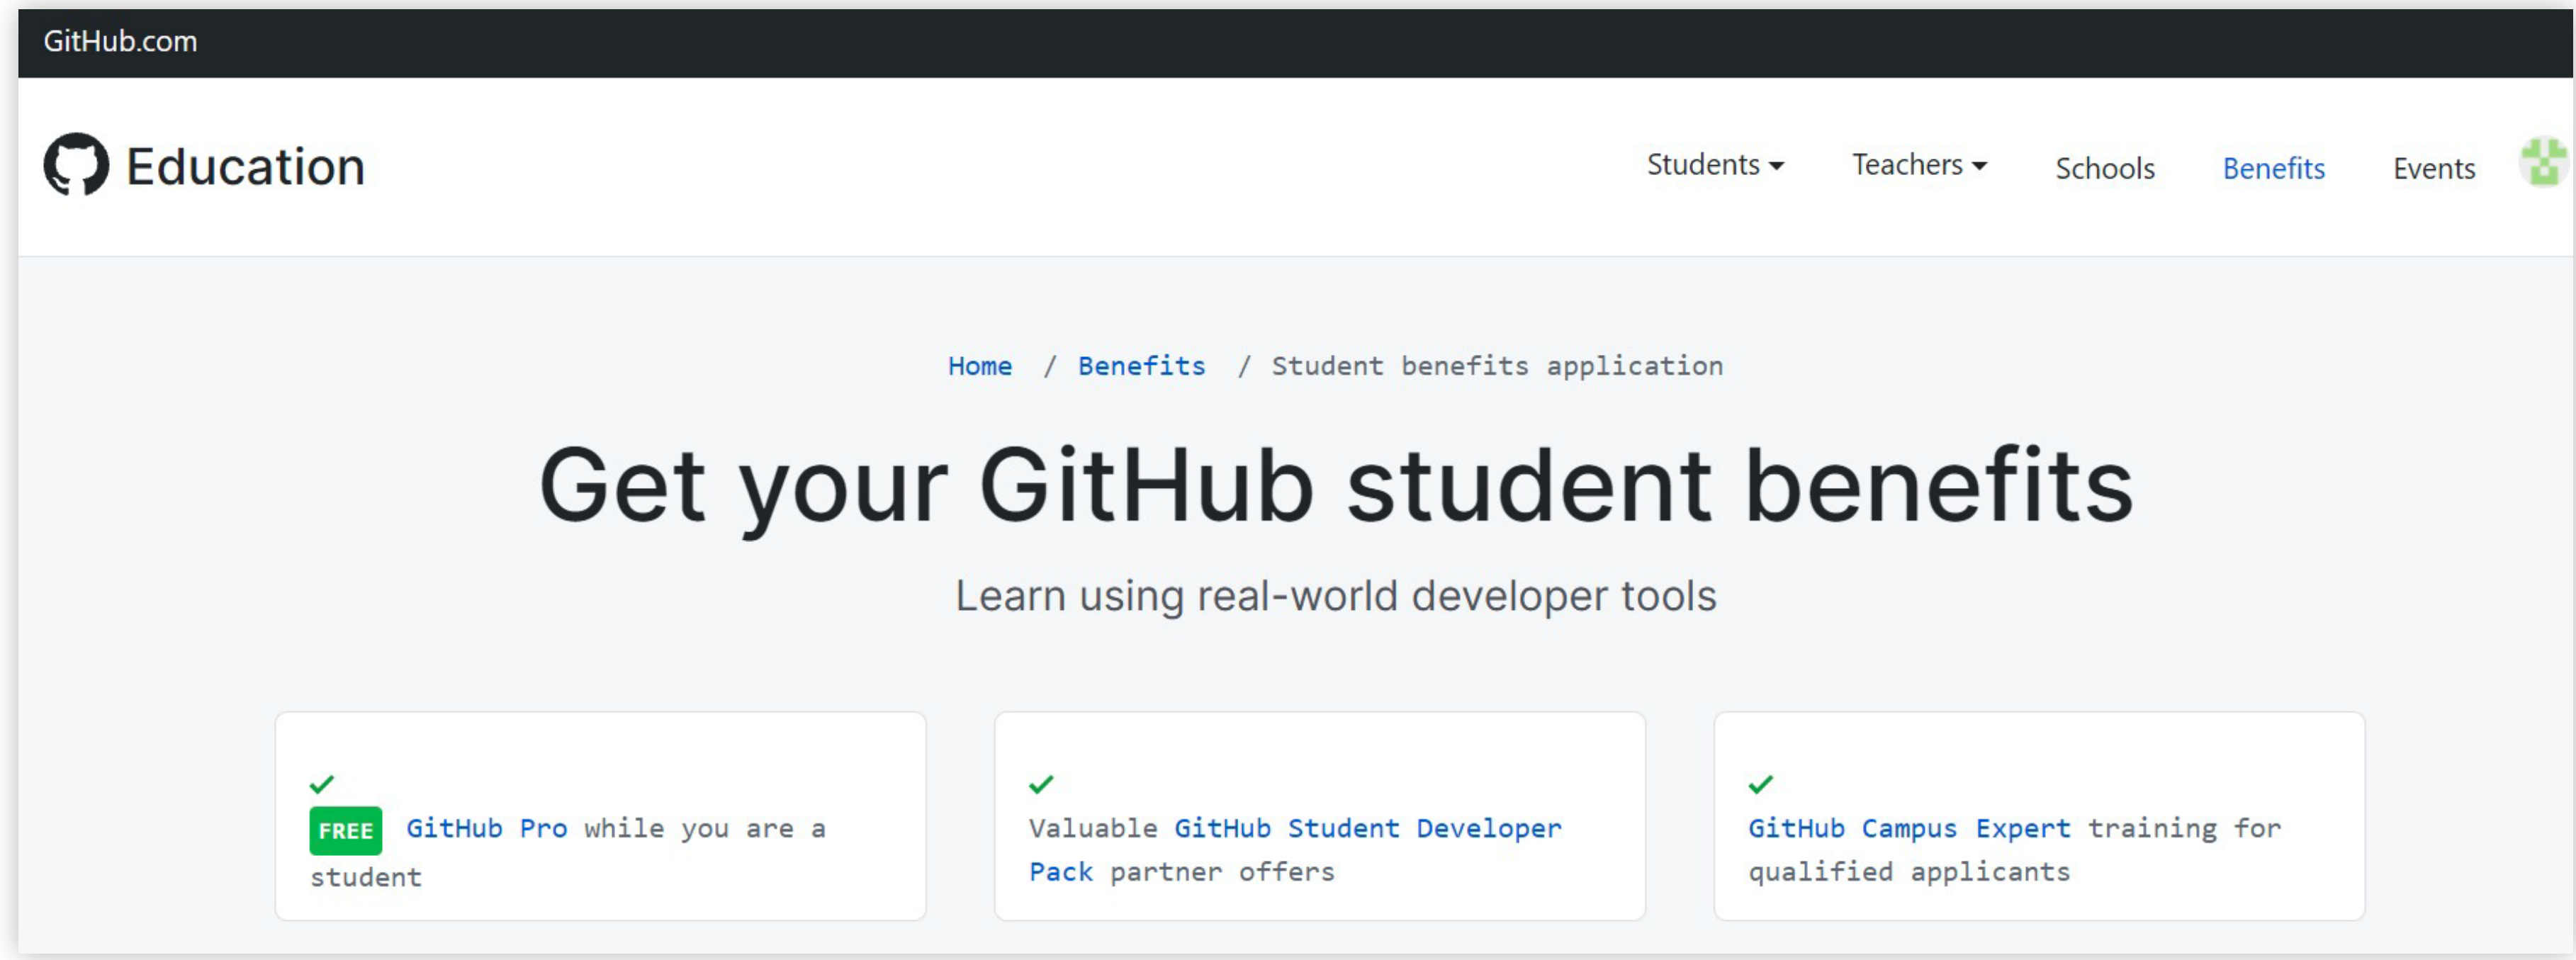 GitHub.com
Education
Students Teachers Schools Benefits Events
Home / Benefits / Student benefits application
Get your GitHub student benefits
Learn using real-world developer tools
FREE GitHub Pro while you are a
student
Valuable GitHub Student Developer
Pack partner offers
GitHub Campus Expert training for
qualified applicants